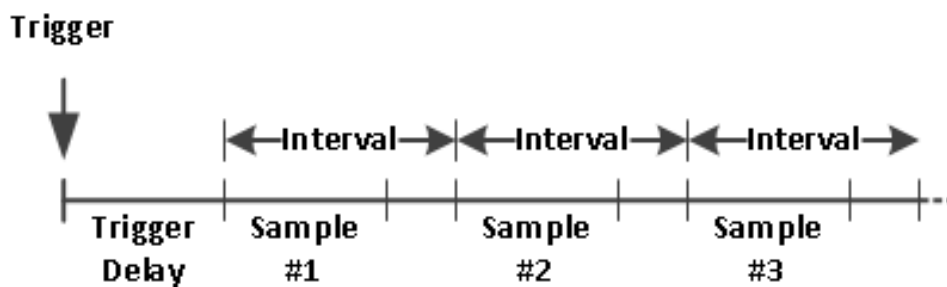 Trigger
Interval Interval Interval
Trigger Sample Sample Sample
Delay #1 #2 #3